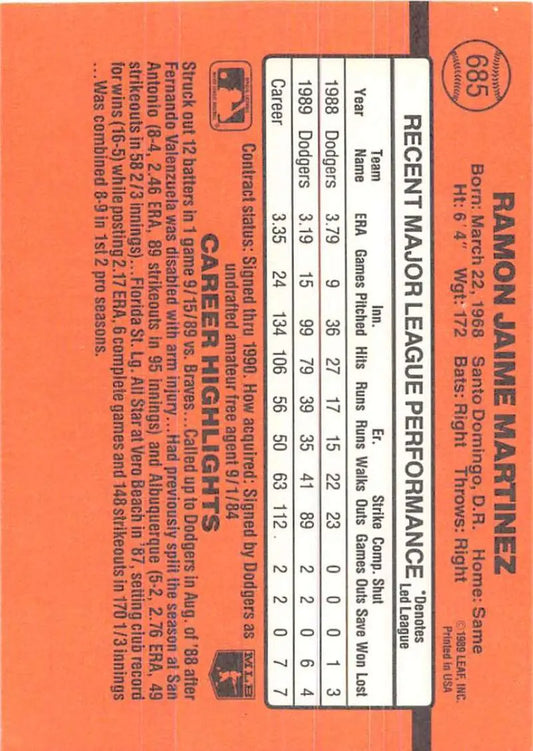 685
RAMON JAIME MARTINEZ
Born: March 22, 1968 Santo Domingo, D.R. Home: Same
Ht: 6' 4" Wgt: 172 Bats: Right Throws: Right
©1989 LEAF, INC.
Printed in USA
RECENT MAJOR LEAGUE PERFORMANCE *Denotes
Led League
Team Inn. Er. Strike Comp. Shut
Year Name ERA Games Pitched Hits Runs Runs Walks Outs Games Outs Save Won Lost
1988 Dodgers 3.79 9 36 27 17 15 22 23 0 0 0 1 3
1989 Dodgers 3.19 15 99 79 39 35 41 89 2 2 0 6 4
Career 3.35 24 134 106 56 50 63 112 2 2 0 7 7
Contract status: Signed thru 1990. How acquired: Signed by Dodgers as
undrafted amateur free agent 9/1/84
MLB
CAREER HIGHLIGHTS
Struck out 12 batters in 1 game 9/15/89 vs. Braves...Called up to Dodgers in Aug. of '88 after
Fernando Valenzuela was disabled with arm injury...Had previously split the season at San
Antonio (8-4, 2.46 ERA, 89 strikeouts in 95 innings) and Albuquerque (5-2, 2.76 ERA, 49
strikeouts in 58 2/3 innings)...Florida St. Lg. All Star at Vero Beach in '87, setting club record
for wins (16-5) while posting 2.17 ERA, 6 complete games and 148 strikeouts in 170 1/3 innings
...Was combined 8-9 in 1st 2 pro seasons.